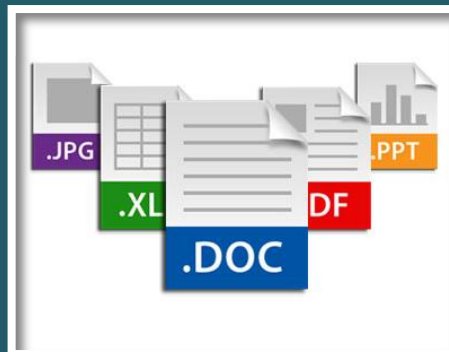 .JPG
.XL
.DOC
DF
.PPT